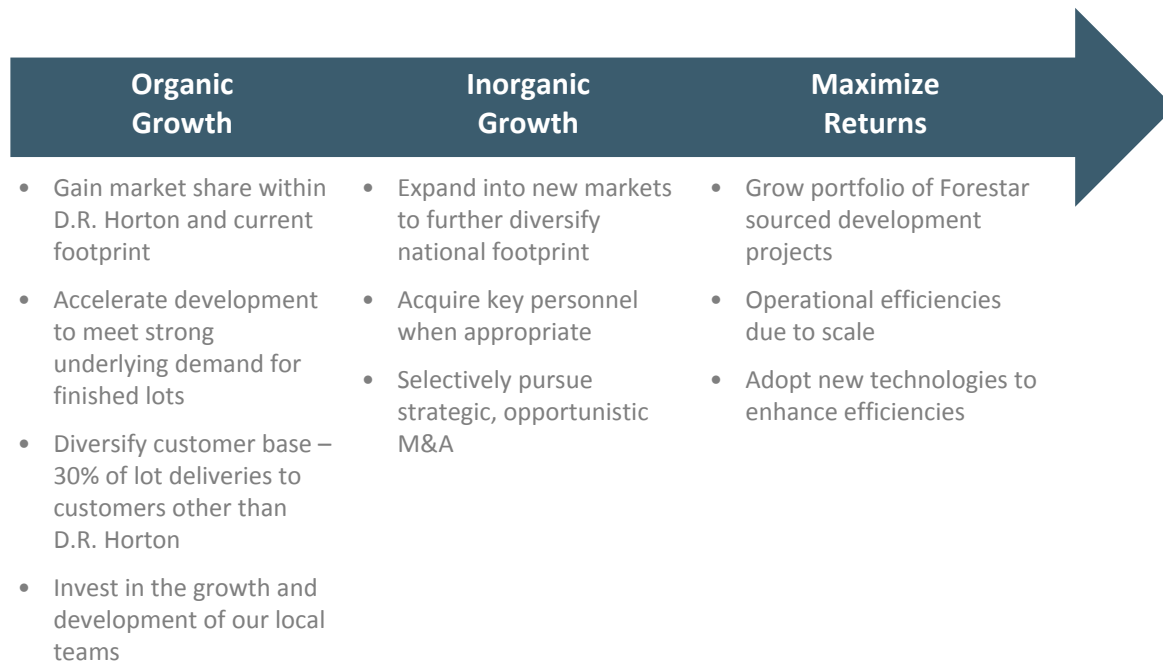 Organic
Growth
Inorganic
Growth
Maximize
Returns
• Gain market share within
D.R. Horton and current
footprint
• Accelerate development
to meet strong
underlying demand for
finished lots
• Diversify customer base –
30% of lot deliveries to
customers other than
D.R. Horton
• Invest in the growth and
development of our local
teams
• Expand into new markets
to further diversify
national footprint
• Acquire key personnel
when appropriate
• Selectively pursue
strategic, opportunistic
M&A
• Grow portfolio of Forestar
sourced development
projects
• Operational efficiencies
due to scale
• Adopt new technologies to
enhance efficiencies